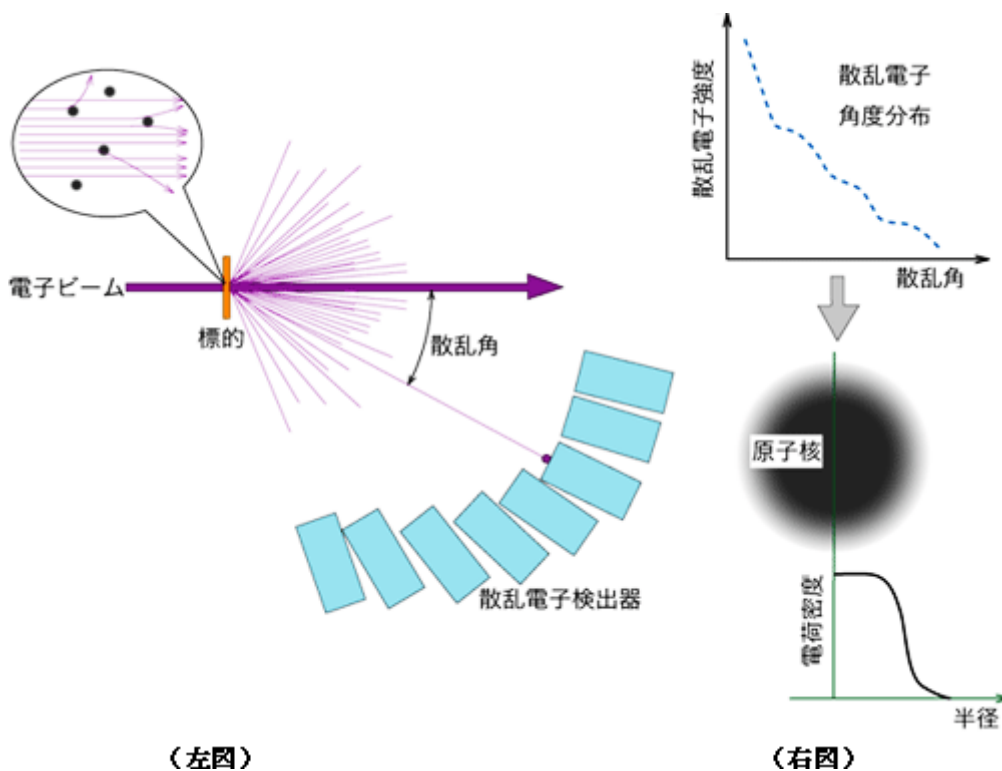 電子ビーム
標的
散乱角
散乱電子検出器
（左図）
散乱電子強度
散乱電子
角度分布
散乱角
原子核
電荷密度
半径
（右図）